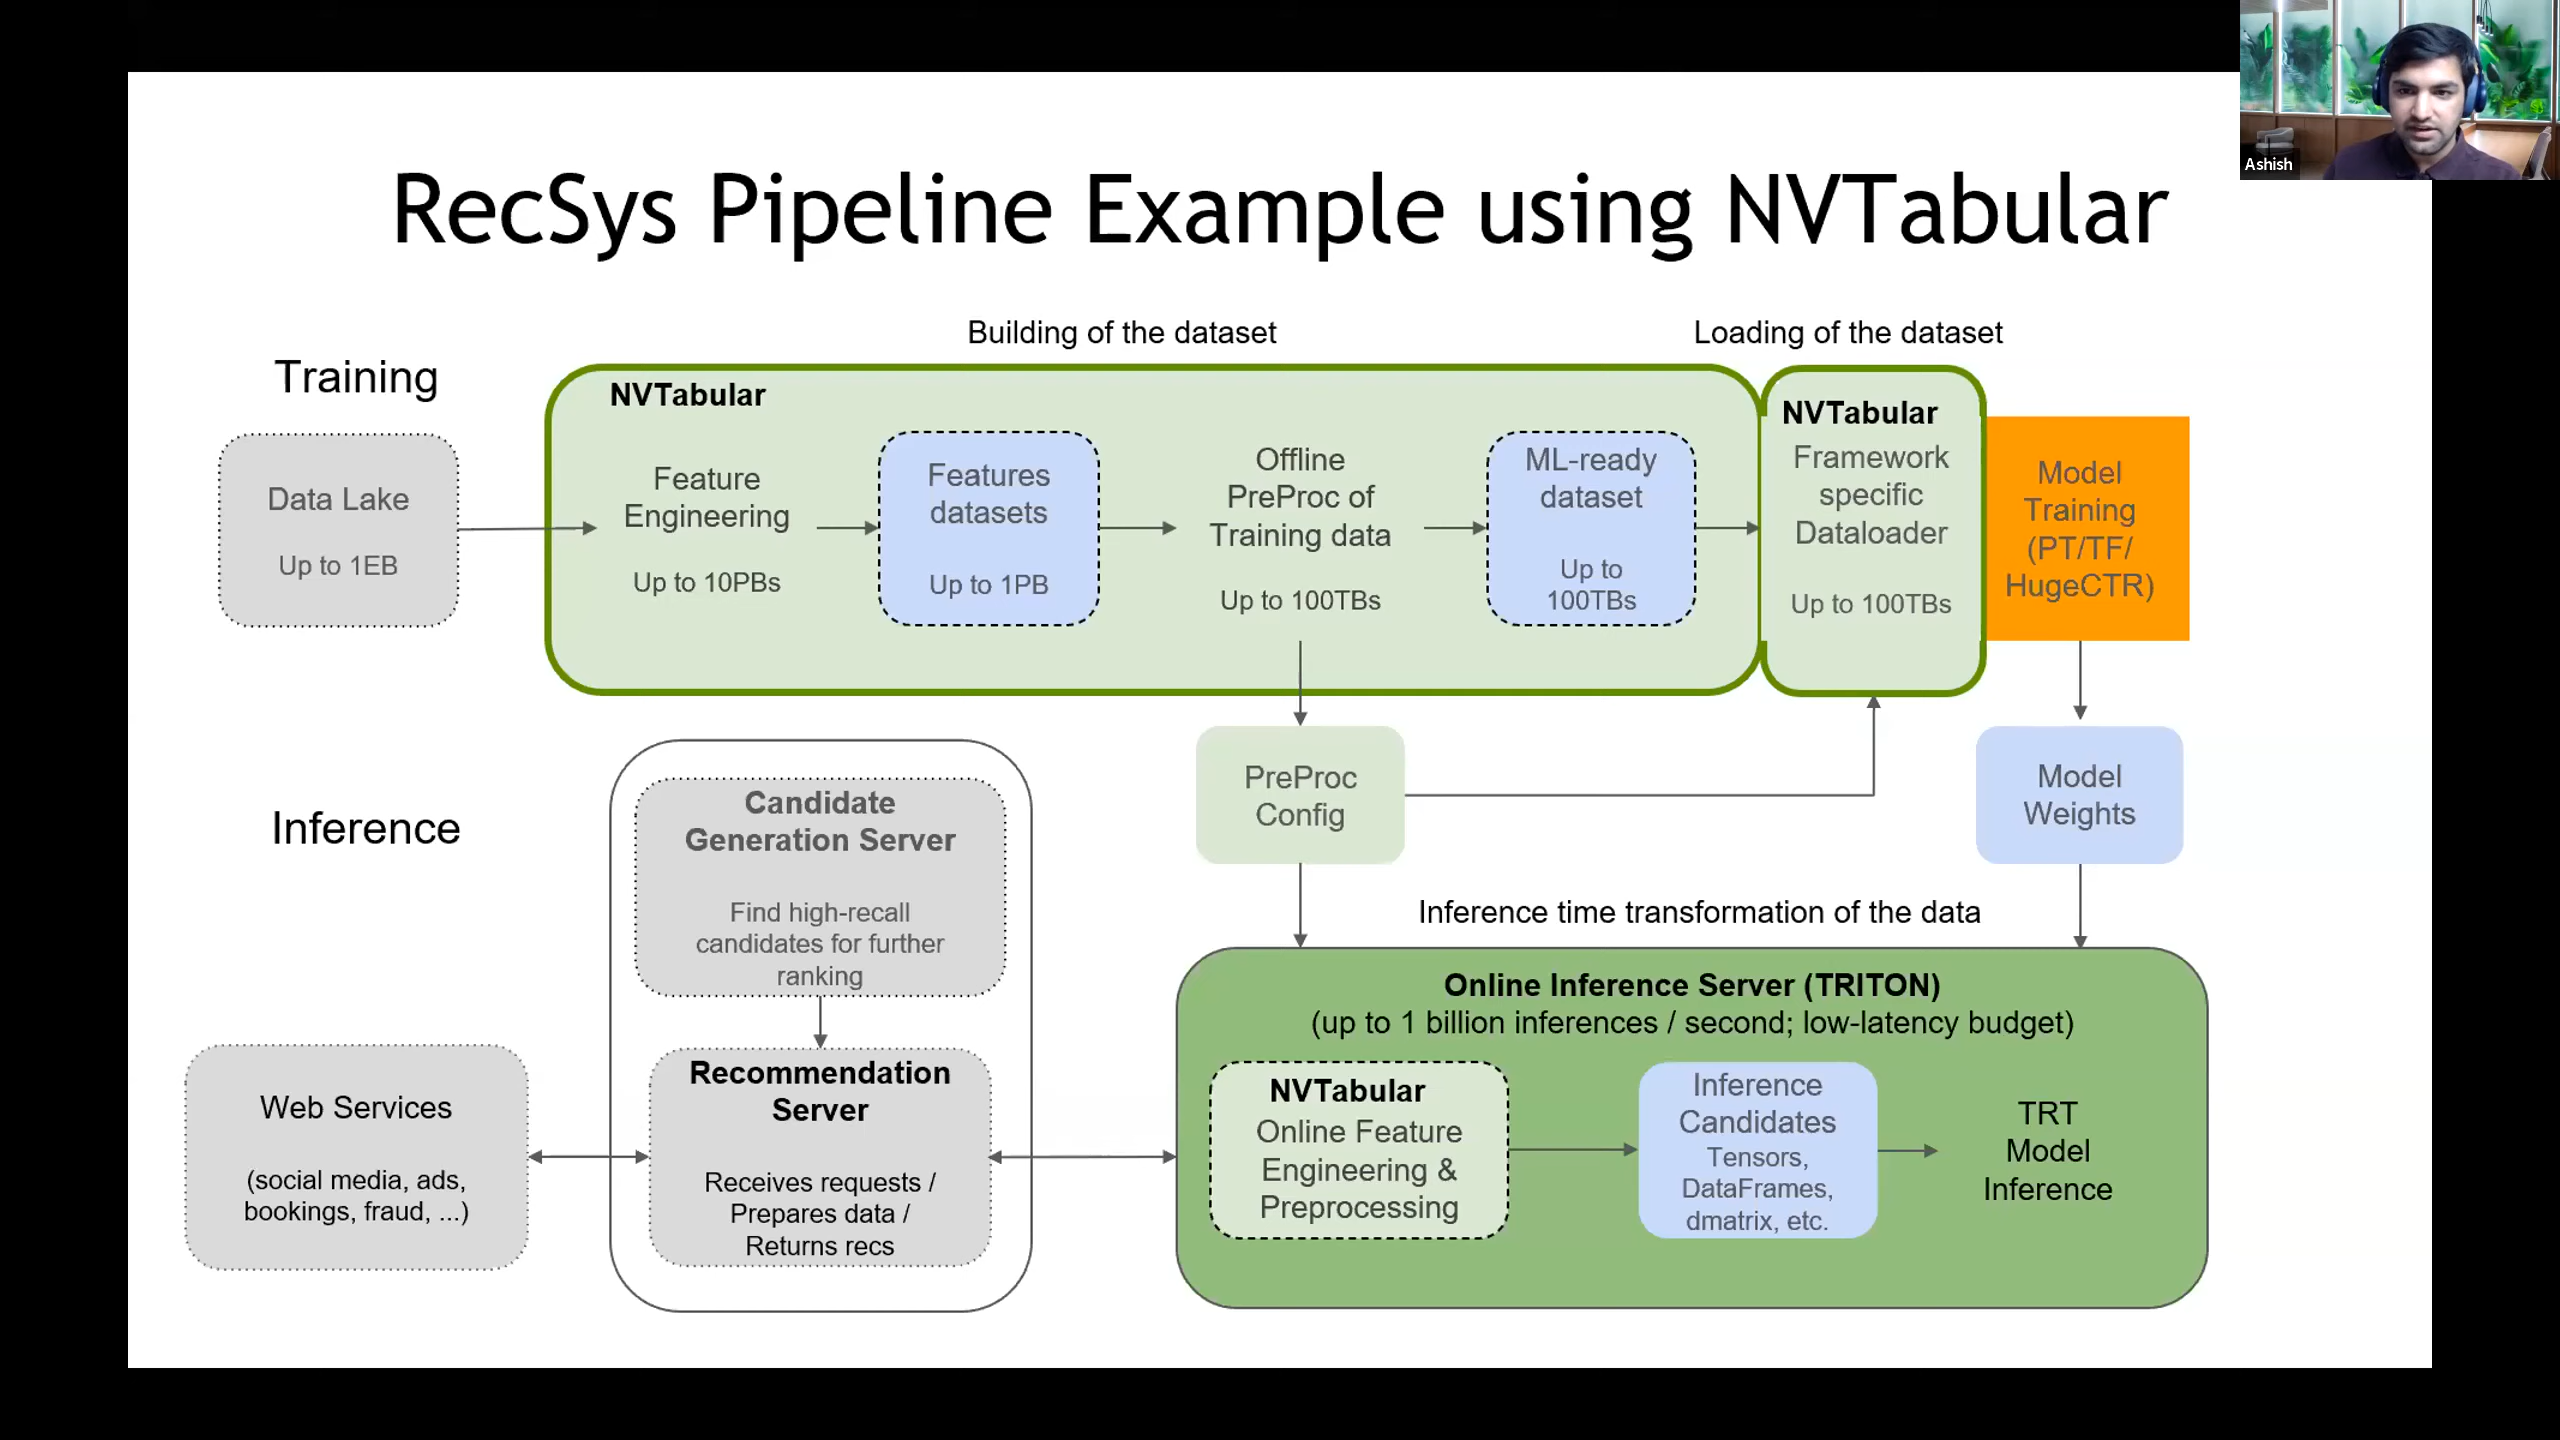 Ashish
RecSys Pipeline Example using NVTabular
Building of the dataset
Loading of the dataset
Training
Data Lake
Up to 1EB
NVTabular
Feature
Engineering
Up to 10PBs
Features
datasets
Up to 1PB
Offline
PreProc of
Training data
Up to 100TBs
ML-ready
dataset
Up to
100TBs
NVTabular
Framework
specific
Dataloader
Up to 100TBs
Model
Training
(PT/TF/
HugeCTR)
PreProc
Config
Model
Weights
Inference
Candidate
Generation Server
Find high-recall
candidates for further
ranking
Recommendation
Server
Receives requests /
Prepares data /
Returns recs
Web Services
(social media, ads,
bookings, fraud, ...)
Inference time transformation of the data
Online Inference Server (TRITON)
(up to 1 billion inferences / second; low-latency budget)
NVTabular
Online Feature
Engineering &
Preprocessing
Inference
Candidates
Tensors,
DataFrames,
dmatrix, etc.
TRT
Model
Inference